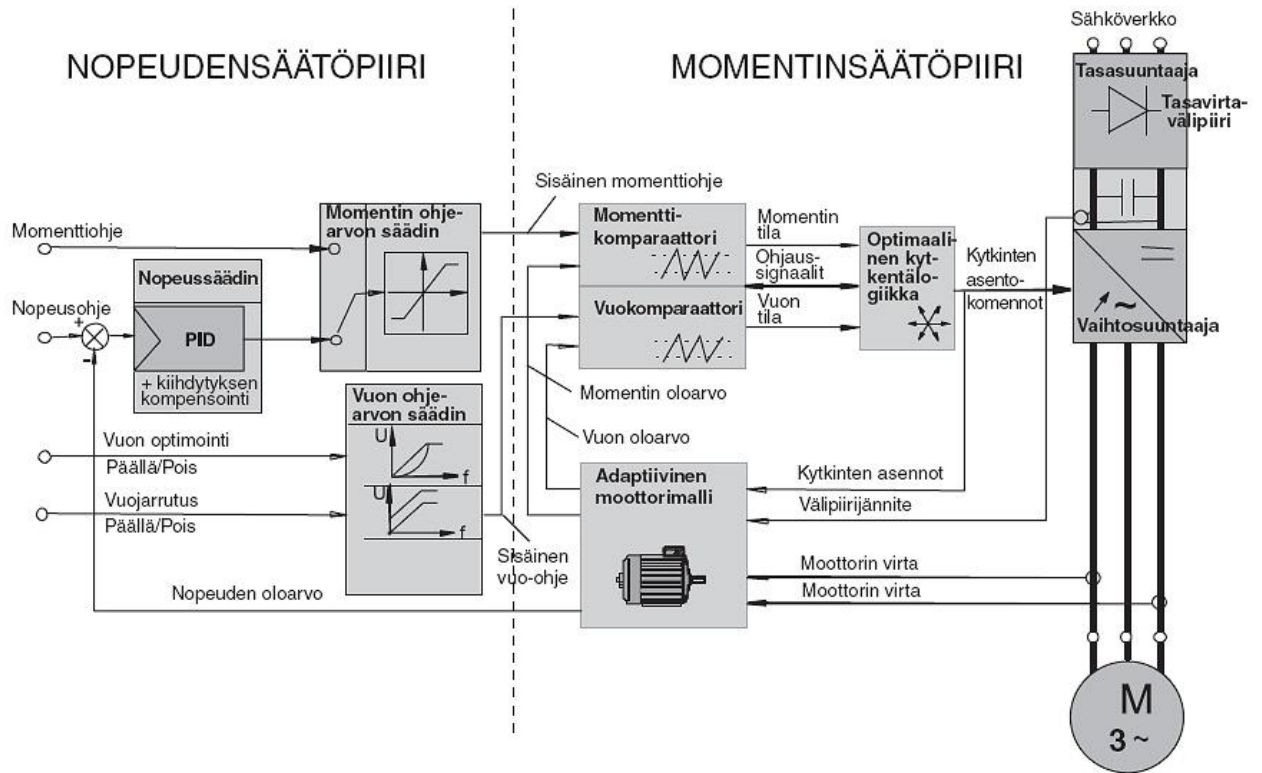 Sähköverkko
NOPEUDENSÄÄTÖPIIRI
MOMENTINSÄÄTÖPIIRI
Tasasuuntaaja
Tasavirta-
välipiiri
Momenttiohje
Momentin ohje-
arvon säädin
Sisäinen momenttiohje
Momentti-
komparaattori
Momentin
tila
Ohjaus-
signaalit
Optimaali-
nen kyt-
kentälo-
giikka
Kytkinten
asento-
komennot
Nopeussäädin
Nopeusohje
+
-
PID
+ kiihdytyksen
kompensointi
Vuokomparaattori
Vuon
tila
~
Vaihtosuuntaaja
Vuon ohje-
arvon säädin
Momentin oloarvo
Vuon oloarvo
Vuon optimointi
Päällä/Pois
U
f
Vuojarrutus
Päällä/Pois
U
f
Sisäinen
vuo-ohje
Adaptiivinen
moottorimalli
Kytkinten asennot
Välipiirijännite
Moottorin virta
Moottorin virta
Nopeuden oloarvo
M
3 ~